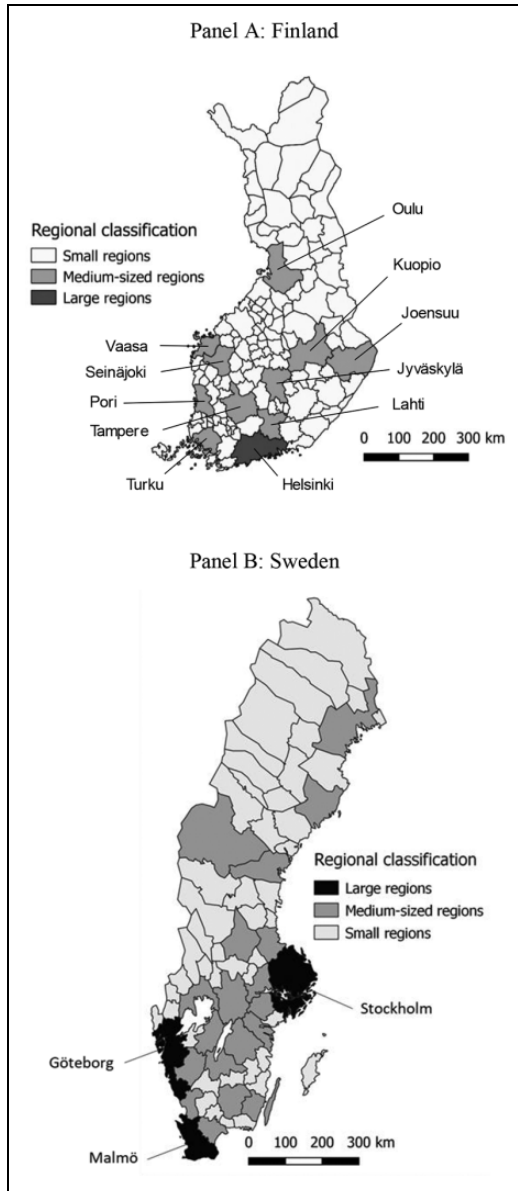 Panel A: Finland
Regional classification
Small regions
Medium-sized regions
Large regions
Oulu
Kuopio
Joensuu
Vaasa
Seinäjoki
Jyväskylä
Pori
Lahti
Tampere
0 100 200 300 km
Turku
Helsinki
Panel B: Sweden
Regional classification
Large regions
Medium-sized regions
Small regions
Stockholm
Göteborg
Malmö
0 100 200 300 km